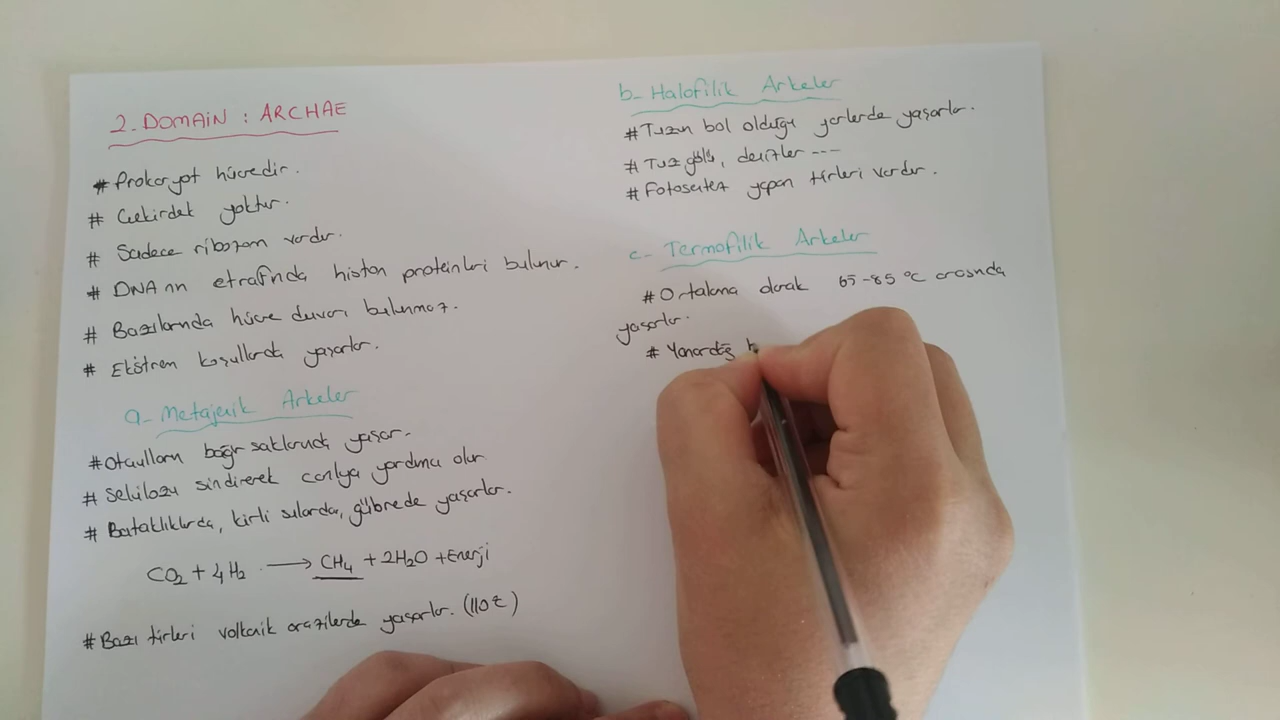 2. DOMAiN : ARCHAE
# Prokaryot hücredir.
# Çekirdek yoktur.
# Sadece ribozom vardır.
# DNA nın etrafında histon proteinleri bulunur.
# Bazılarında hücre duvarı bulunmaz.
# Ekstrem koşullarda yaşarlar.
a- Metajenik Arkeler
# Otçulların bağırsaklarında yaşar.
# Selülozu sindirerek canlıya yardımcı olur
# Bataklıklarda, kirli sularda, gübrede yaşarlar.
CO₂ + 4H₂ → CH₄ + 2H₂O + Enerji
# Bazı türleri volkanik arazilerde yaşarlar. (110
b- Halofilik Arkeler
# Tuzun bol olduğu yerlerde yaşarlar.
# Tuz gölü, denizler ---
# Fotosentez yapan türleri vardır.
c- Termofilik Arkeler
# Ortalama olarak 65-85 °C arasında
yaşarlar.
# Yanardağ